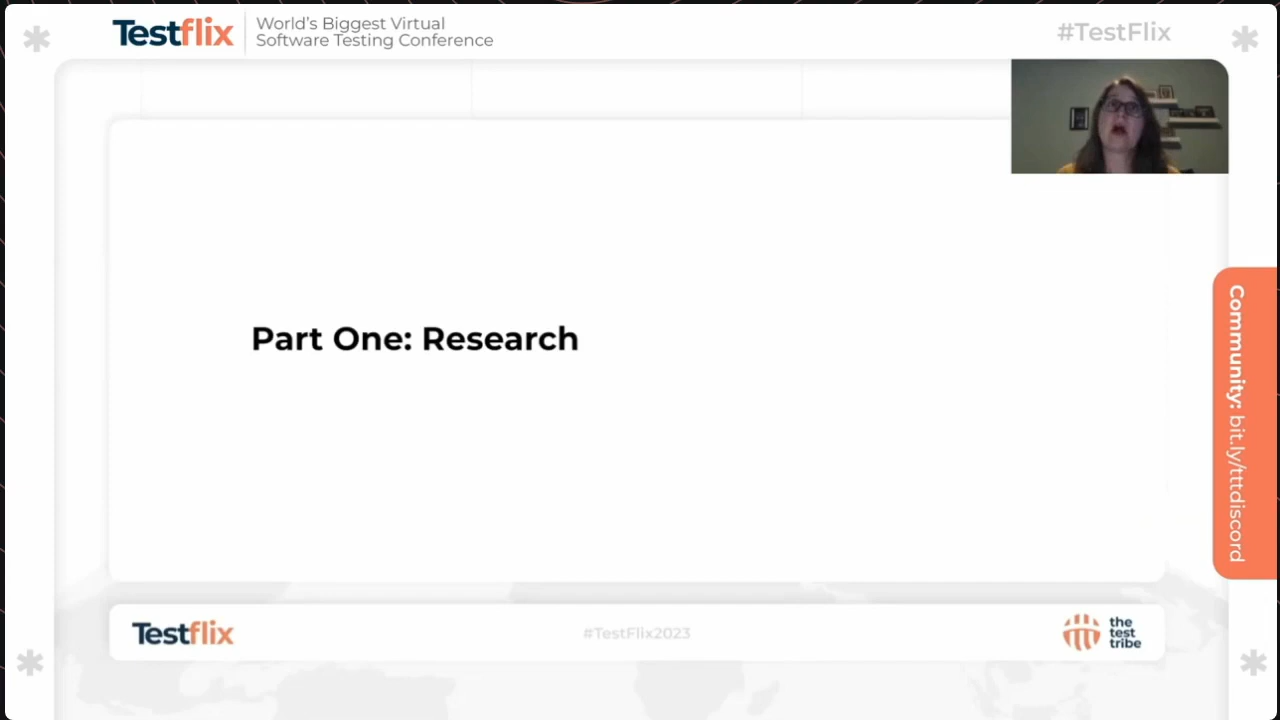 Testflix
World's Biggest Virtual
Software Testing Conference
#TestFlix
Part One: Research
Community: bit.ly/tttdiscord
Testflix
#TestFlix2023
the
test
tribe